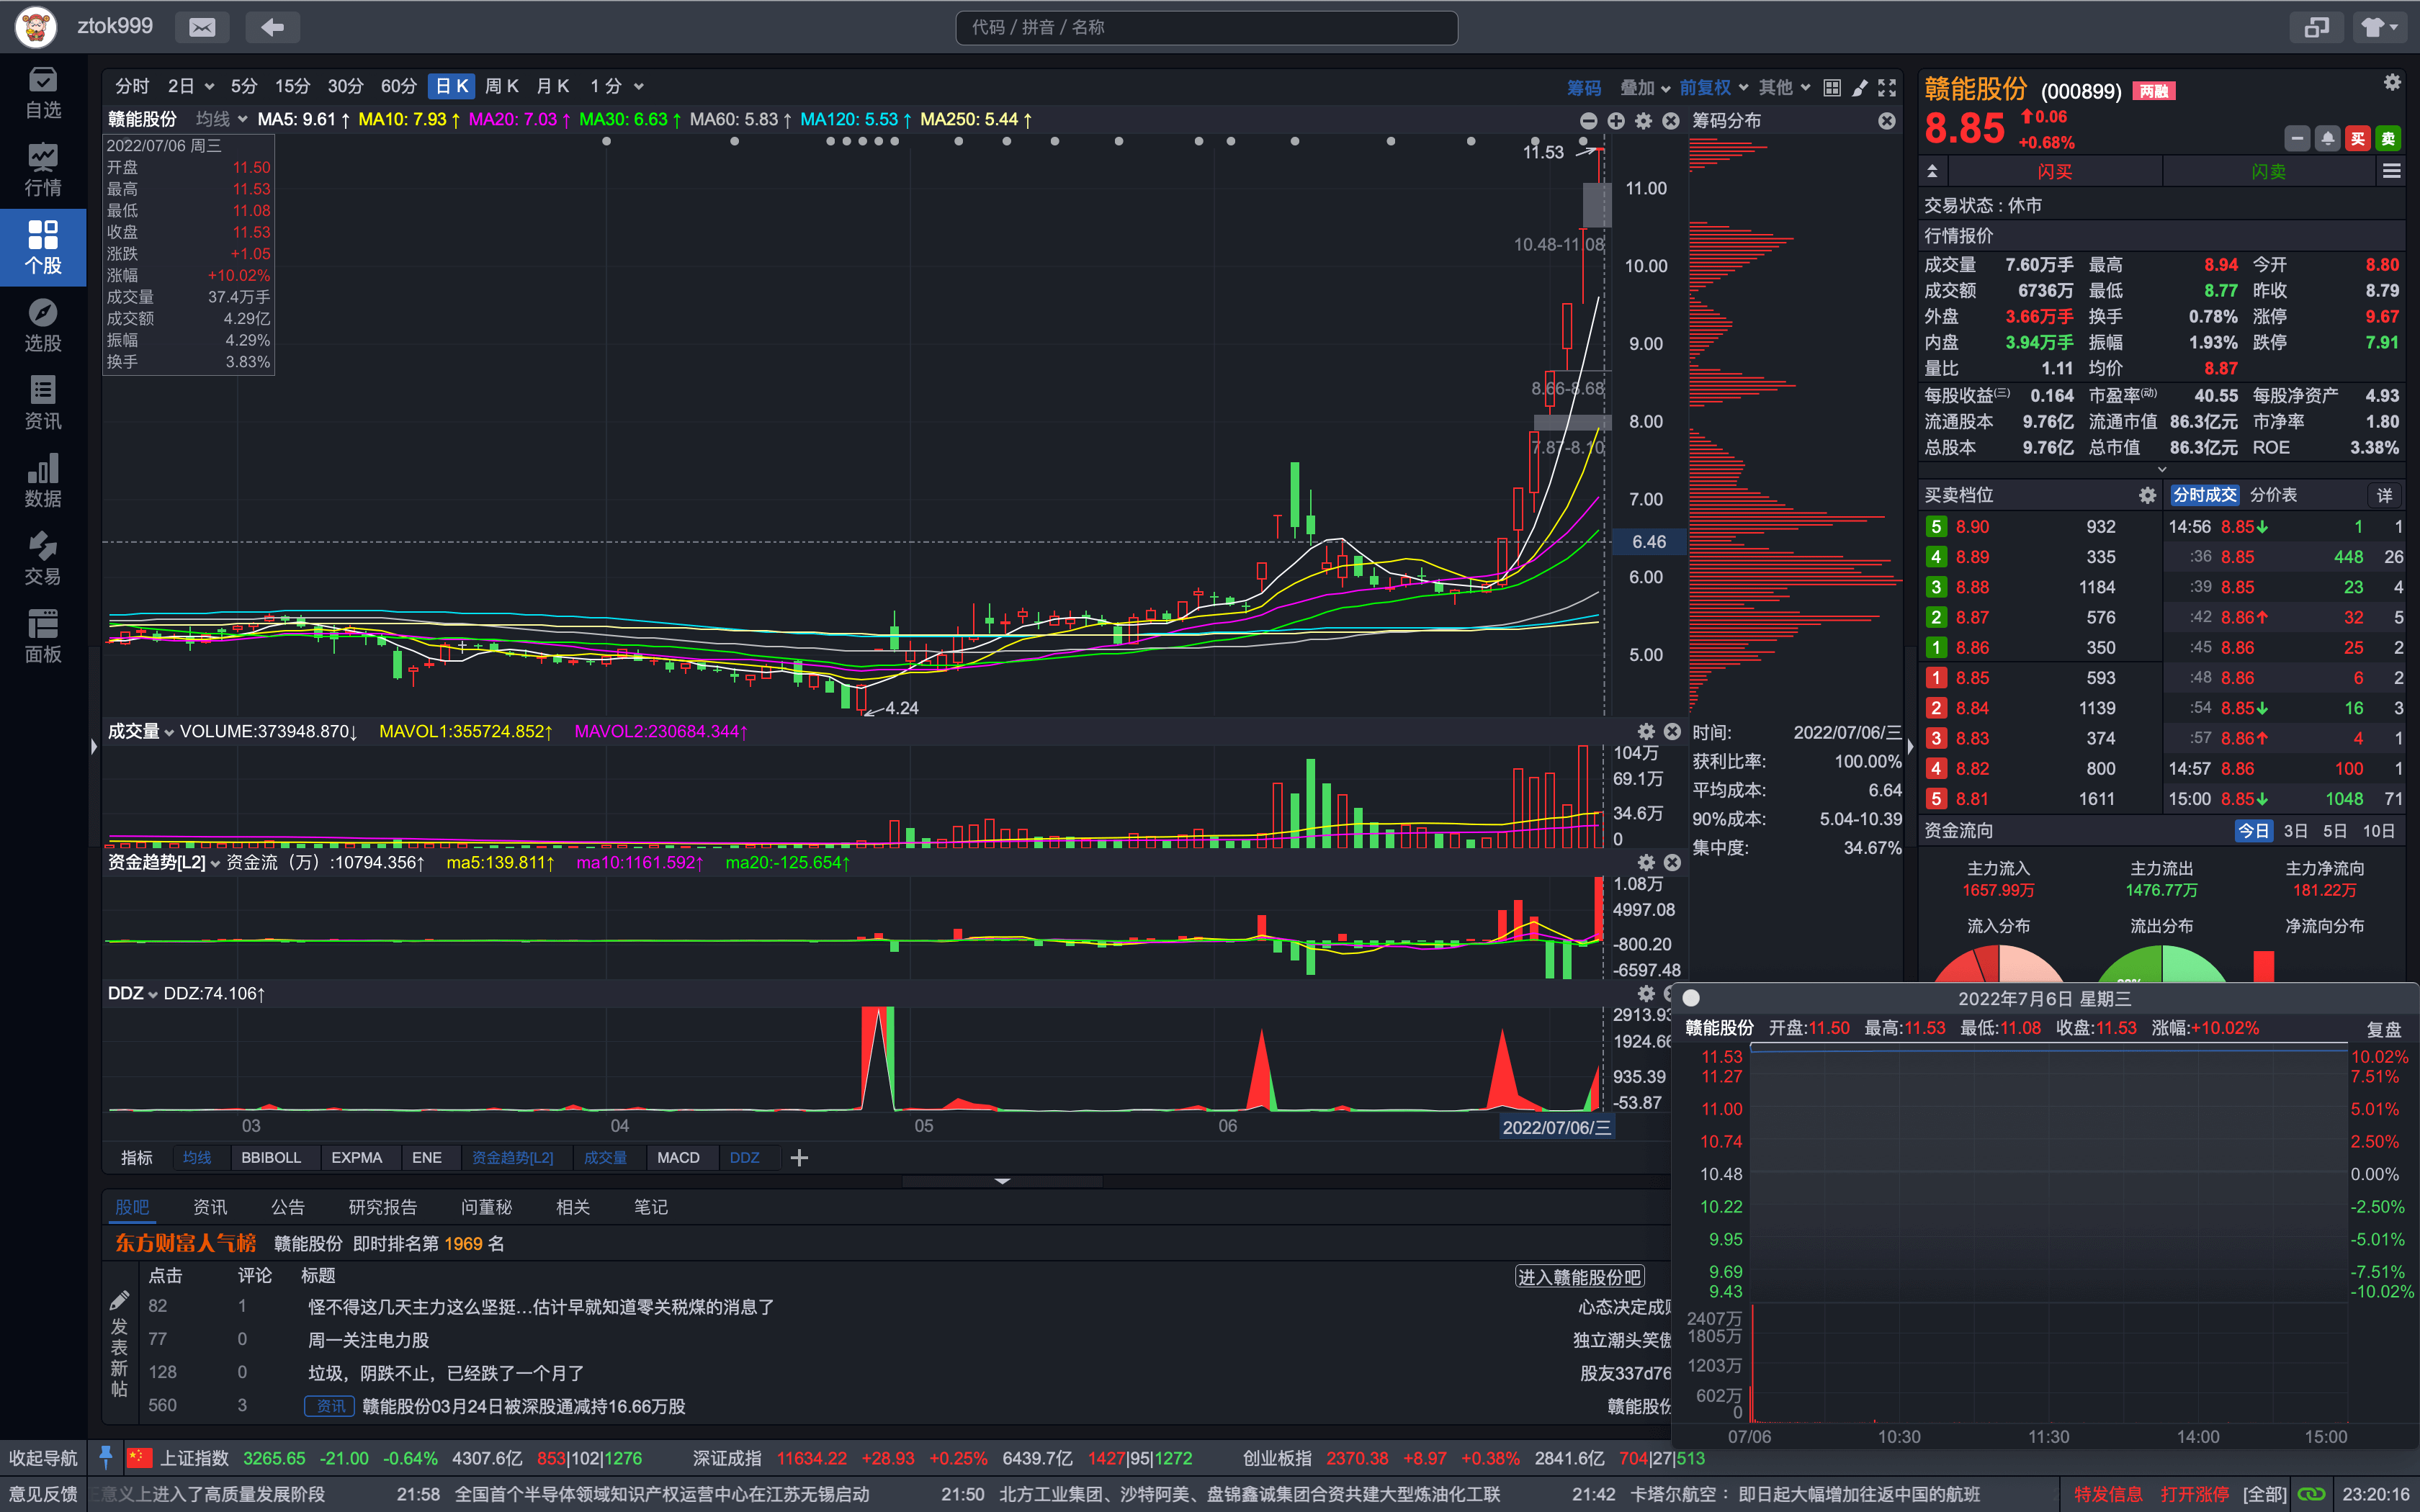 ztok999
代码 / 拼音 / 名称
自选
行情
个股
选股
资讯
数据
交易
面板
分时 2日 5分 15分 30分 60分 日K 周K 月K 1分 筹码 叠加 前复权 其他
赣能股份 均线 MA5: 9.61↑ MA10: 7.93↑ MA20: 7.03↑ MA30: 6.63↑ MA60: 5.83↑ MA120: 5.53↑ MA250: 5.44↑
筹码分布
2022/07/06 周三
开盘 11.50
最高 11.53
最低 11.08
收盘 11.53
涨跌 +1.05
涨幅 +10.02%
成交量 37.4万手
成交额 4.29亿
振幅 4.29%
换手 3.83%
11.53
10.48-11.08
8.66-8.68
7.87-8.10
4.24
11.00
10.00
9.00
8.00
7.00
6.46
6.00
5.00
成交量 VOLUME:373948.870↓ MAVOL1:355724.852↑ MAVOL2:230684.344↑
104万
69.1万
34.6万
0
资金趋势[L2] 资金流（万）:10794.356↑ ma5:139.811↑ ma10:1161.592↑ ma20:-125.654↑
1.08万
4997.08
-800.20
-6597.48
DDZ DDZ:74.106↑
2913.93
1924.66
935.39
-53.87
03 04 05 06 2022/07/06/三
时间: 2022/07/06/三
获利比率: 100.00%
平均成本: 6.64
90%成本: 5.04-10.39
集中度: 34.67%
指标 均线 BBIBOLL EXPMA ENE 资金趋势[L2] 成交量 MACD DDZ
股吧 资讯 公告 研究报告 问董秘 相关 笔记
东方财富人气榜 赣能股份 即时排名第 1969 名
点击 评论 标题 进入赣能股份吧
发表新帖
82 1 怪不得这几天主力这么坚挺...估计早就知道零关税煤的消息了 心态决定成
77 0 周一关注电力股 独立潮头笑傲
128 0 垃圾，阴跌不止，已经跌了一个月了 股友337d76
560 3 资讯 赣能股份03月24日被深股通减持16.66万股 赣能股份
赣能股份 (000899) 两融
8.85 0.06
+0.68%
买 卖
闪买 闪卖
交易状态 : 休市
行情报价
成交量 7.60万手 最高 8.94 今开 8.80
成交额 6736万 最低 8.77 昨收 8.79
外盘 3.66万手 换手 0.78% 涨停 9.67
内盘 3.94万手 振幅 1.93% 跌停 7.91
量比 1.11 均价 8.87
每股收益(三) 0.164 市盈率(动) 40.55 每股净资产 4.93
流通股本 9.76亿 流通市值 86.3亿元 市净率 1.80
总股本 9.76亿 总市值 86.3亿元 ROE 3.38%
买卖档位 分时成交 分价表 详
5 8.90 932 14:56 8.85↓ 1 1
4 8.89 335 :36 8.85 448 26
3 8.88 1184 :39 8.85 23 4
2 8.87 576 :42 8.86↑ 32 5
1 8.86 350 :45 8.86 25 2
1 8.85 593 :48 8.86 6 2
2 8.84 1139 :54 8.85↓ 16 3
3 8.83 374 :57 8.86↑ 4 1
4 8.82 800 14:57 8.86 100 1
5 8.81 1611 15:00 8.85↓ 1048 71
资金流向 今日 3日 5日 10日
主力流入 主力流出 主力净流向
1657.99万 1476.77万 181.22万
流入分布 流出分布 净流向分布
2022年7月6日 星期三
赣能股份 开盘:11.50 最高:11.53 最低:11.08 收盘:11.53 涨幅:+10.02% 复盘
11.53 10.02%
11.27 7.51%
11.00 5.01%
10.74 2.50%
10.48 0.00%
10.22 -2.50%
9.95 -5.01%
9.69 -7.51%
9.43 -10.02%
2407万
1805万
1203万
602万
0
07/06 10:30 11:30 14:00 15:00
收起导航 上证指数 3265.65 -21.00 -0.64% 4307.6亿 853|102|1276 深证成指 11634.22 +28.93 +0.25% 6439.7亿 1427|95|1272 创业板指 2370.38 +8.97 +0.38% 2841.6亿 704|27|513
意见反馈 意义上进入了高质量发展阶段 21:58 全国首个半导体领域知识产权运营中心在江苏无锡启动 21:50 北方工业集团、沙特阿美、盘锦鑫诚集团合资共建大型炼油化工联 21:42 卡塔尔航空： 即日起大幅增加往返中国的航班 特发信息 打开涨停 [全部] 23:20:16